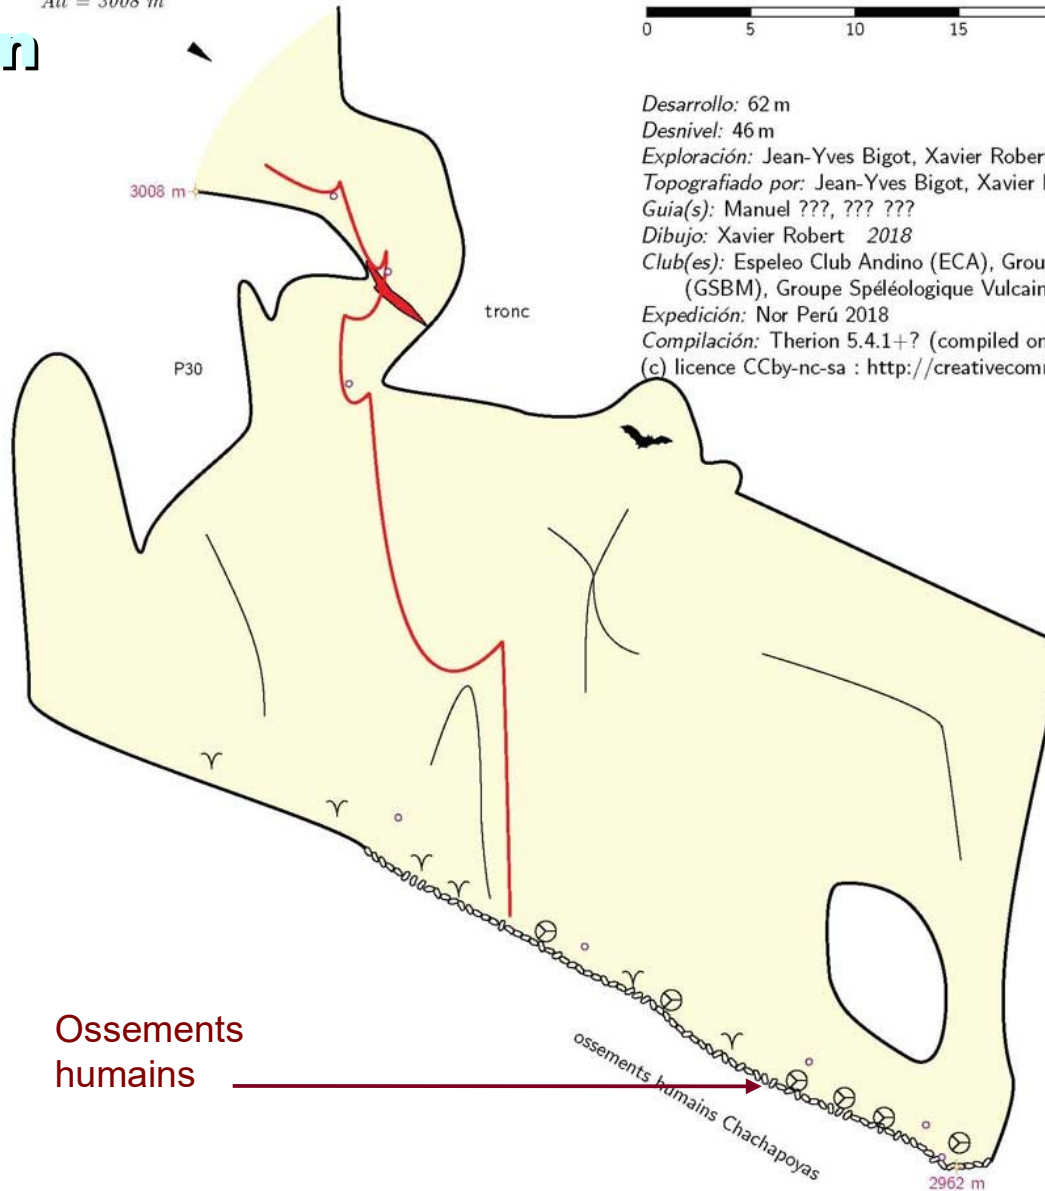 Alt = 3008 m
n
0 5 10 15
Desarrollo: 62 m
Desnivel: 46 m
Exploración: Jean-Yves Bigot, Xavier Rober
Topografiado por: Jean-Yves Bigot, Xavier
Guia(s): Manuel ???, ??? ???
Dibujo: Xavier Robert 2018
Club(es): Espeleo Club Andino (ECA), Grou
(GSBM), Groupe Spéléologique Vulcain
Expedición: Nor Perú 2018
Compilación: Therion 5.4.1+? (compiled on
(c) licence CCby-nc-sa : http://creativecom
3008 m
tronc
P30
Ossements
humains
ossements humains Chachapoyas
2962 m